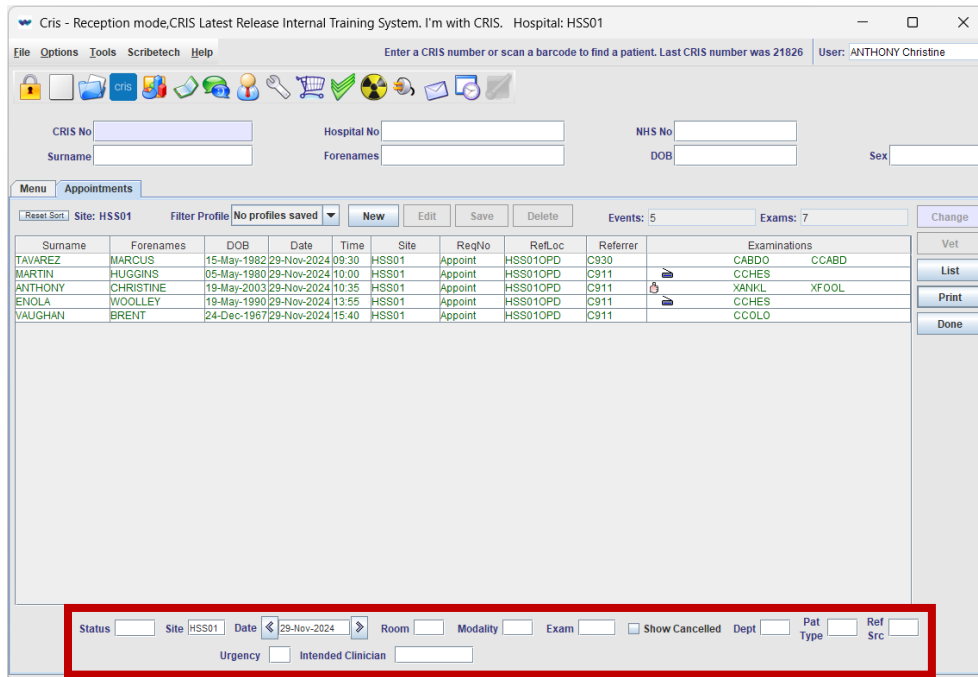 Cris - Reception mode,CRIS Latest Release Internal Training System. I'm with CRIS. Hospital: HSS01
File Options Tools Scribetech Help Enter a CRIS number or scan a barcode to find a patient. Last CRIS number was 21826 User: ANTHONY Christine
cris
CRIS No Hospital No NHS No
Surname Forenames DOB Sex
Menu Appointments
Reset Sort Site: HSS01 Filter Profile No profiles saved New Edit Save Delete Events: 5 Exams: 7 Change
Surname Forenames DOB Date Time Site ReqNo RefLoc Referrer Examinations Vet
TAVAREZ MARCUS 15-May-1982 29-Nov-2024 09:30 HSS01 Appoint HSS01OPD C930 CABDO CCABD
MARTIN HUGGINS 05-May-1980 29-Nov-2024 10:00 HSS01 Appoint HSS01OPD C911 CCHES List
ANTHONY CHRISTINE 19-May-2003 29-Nov-2024 10:35 HSS01 Appoint HSS01OPD C911 XANKL XFOOL
ENOLA WOOLLEY 19-May-1990 29-Nov-2024 13:55 HSS01 Appoint HSS01OPD C911 CCHES Print
VAUGHAN BRENT 24-Dec-1967 29-Nov-2024 15:40 HSS01 Appoint HSS01OPD C911 CCOLO
Done
Status Site HSS01 Date 29-Nov-2024 Room Modality Exam Show Cancelled Dept Pat Type Ref Src
Urgency Intended Clinician